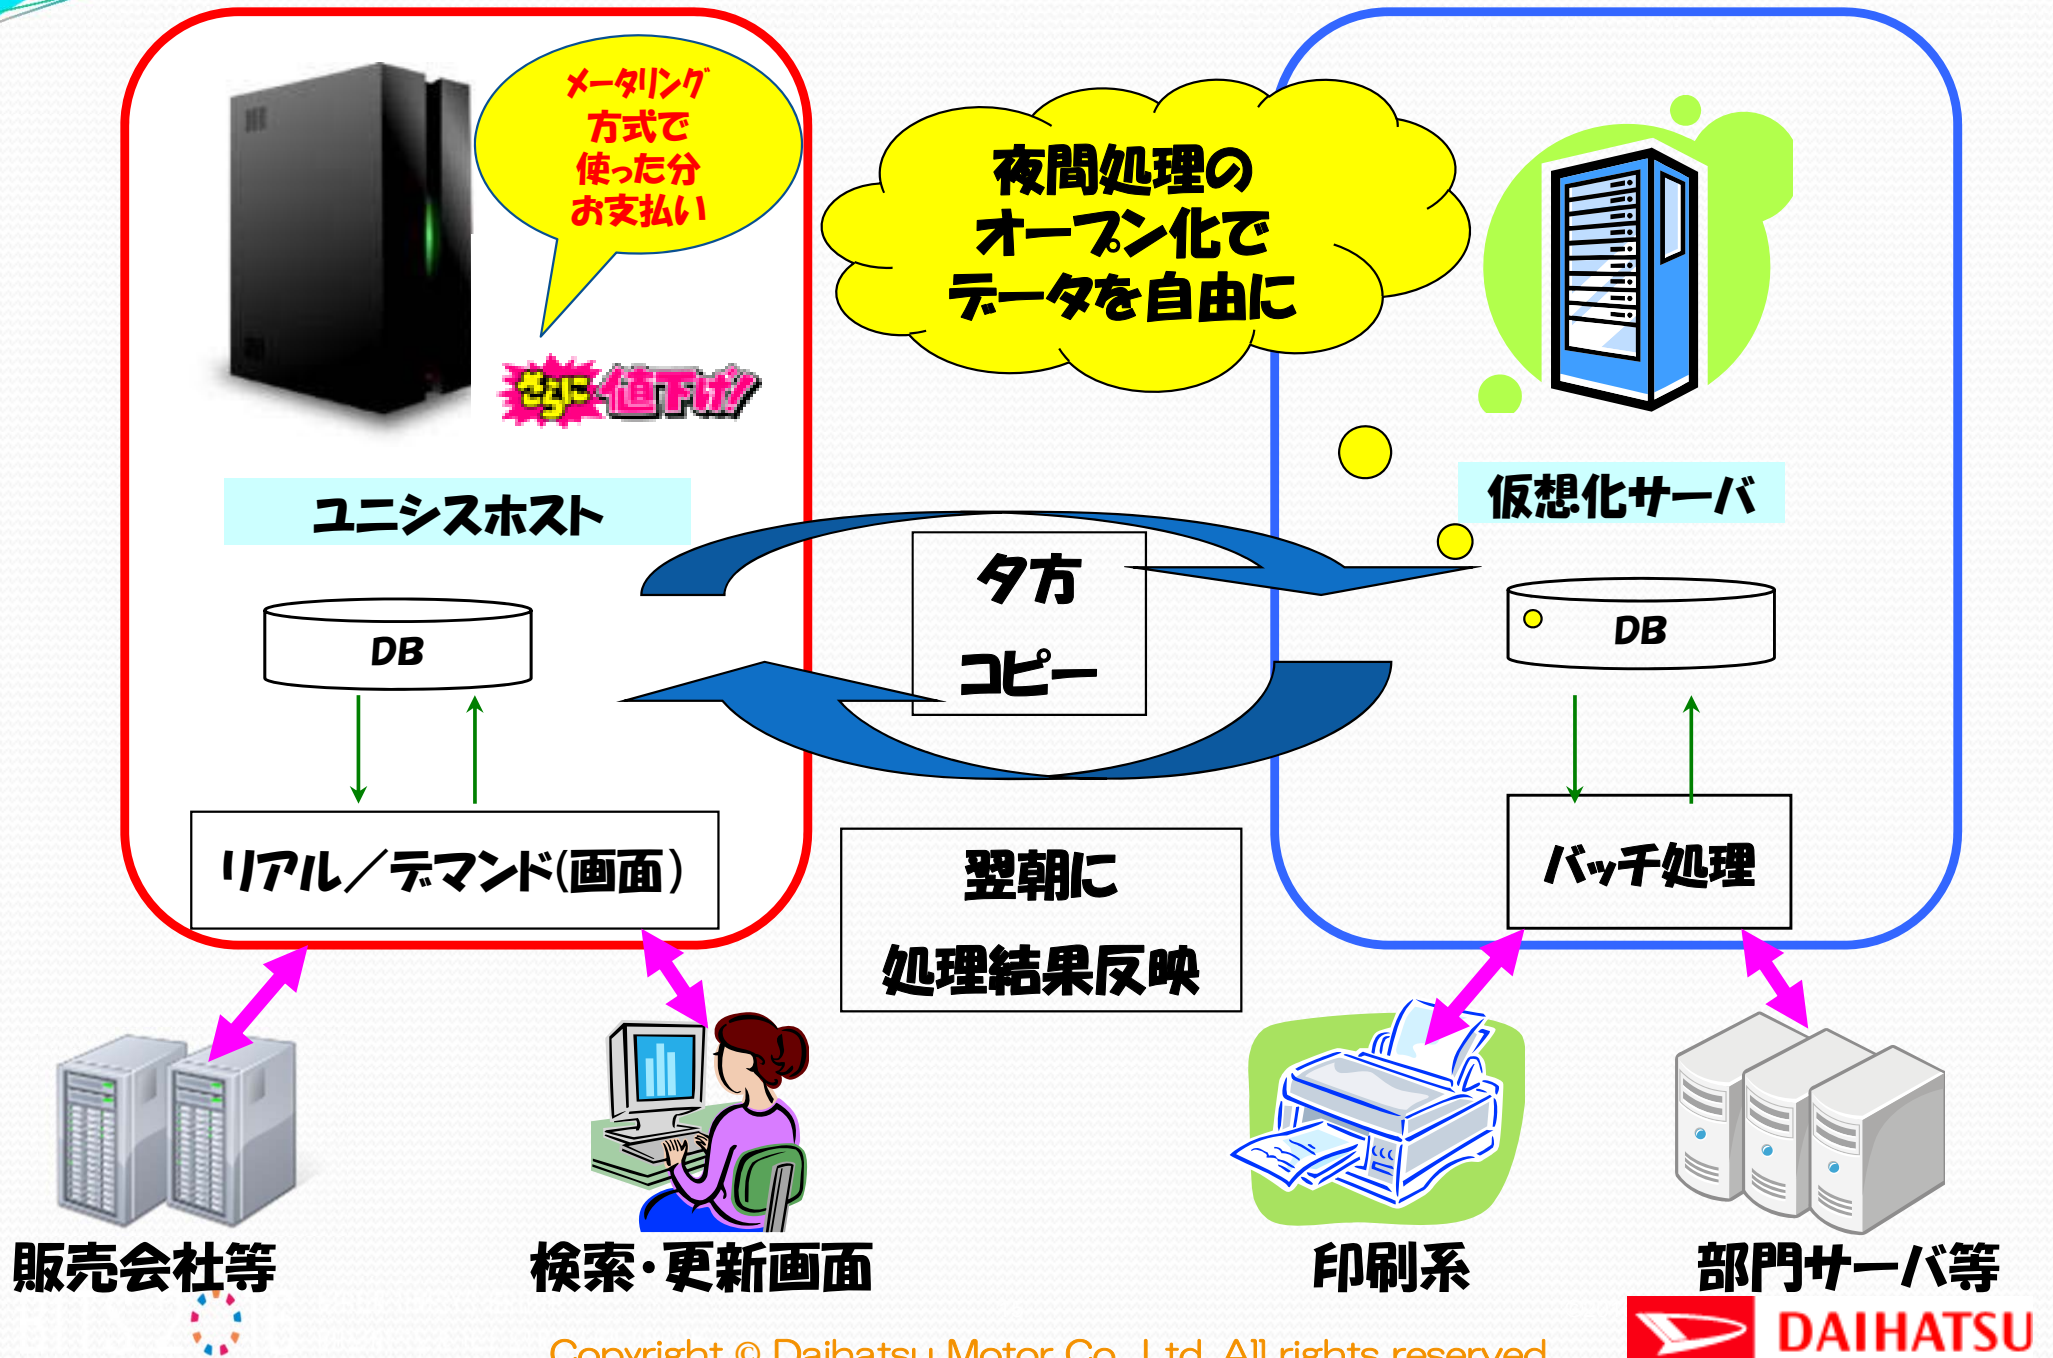 メータリング
方式で
使った分
お支払い
夜間処理の
オープン化で
データを自由に
さらに値下げ!
ユニシスホスト
仮想化サーバ
夕方
コピー
DB
DB
リアル／デマンド(画面)
翌朝に
処理結果反映
バッチ処理
販売会社等
検索・更新画面
印刷系
部門サーバ等
Copyright © Daihatsu Motor Co., Ltd. All rights reserved
DAIHATSU